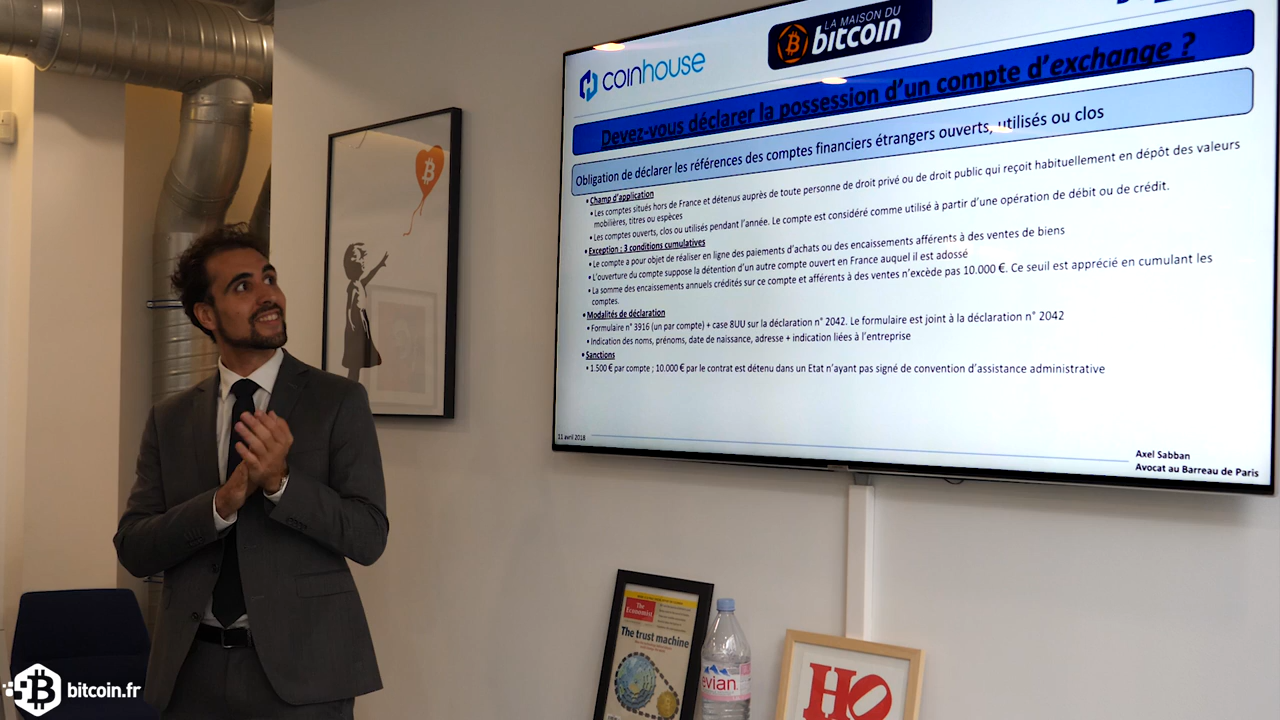 coinhouse
LA MAISON DU
bitcoin
Devez-vous déclarer la possession d'un compte d'exchange ?
Obligation de déclarer les références des comptes financiers étrangers ouverts, utilisés ou clos
• Champ d'application
• Les comptes situés hors de France et détenus auprès de toute personne de droit privé ou de droit public qui reçoit habituellement en dépôt des valeurs
mobilières, titres ou espèces
• Les comptes ouverts, clos ou utilisés pendant l'année. Le compte est considéré comme utilisé à partir d'une opération de débit ou de crédit.
• Exception : 3 conditions cumulatives
• Le compte a pour objet de réaliser en ligne des paiements d'achats ou des encaissements afférents à des ventes de biens
• L'ouverture du compte suppose la détention d'un autre compte ouvert en France auquel il est adossé
• La somme des encaissements annuels crédités sur ce compte et afférents à des ventes n'excède pas 10.000 €. Ce seuil est apprécié en cumulant les
comptes.
• Modalités de déclaration
• Formulaire n° 3916 (un par compte) + case 8UU sur la déclaration n° 2042. Le formulaire est joint à la déclaration n° 2042
• Indication des noms, prénoms, date de naissance, adresse + indication liées à l'entreprise
• Sanctions
• 1.500 € par compte ; 10.000 € par le contrat est détenu dans un Etat n'ayant pas signé de convention d'assistance administrative
11 avril 2018
Axel Sabban
Avocat au Barreau de Paris
The
Economist
The trust machine
evian
HO
bitcoin.fr